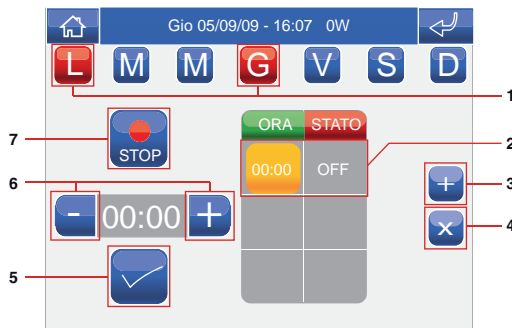 Gio 05/09/09 - 16:07 0W
L M M G V S D
1
7
STOP
ORA STATO
2
00:00 OFF
6
- 00:00 +
+
3
x
4
5